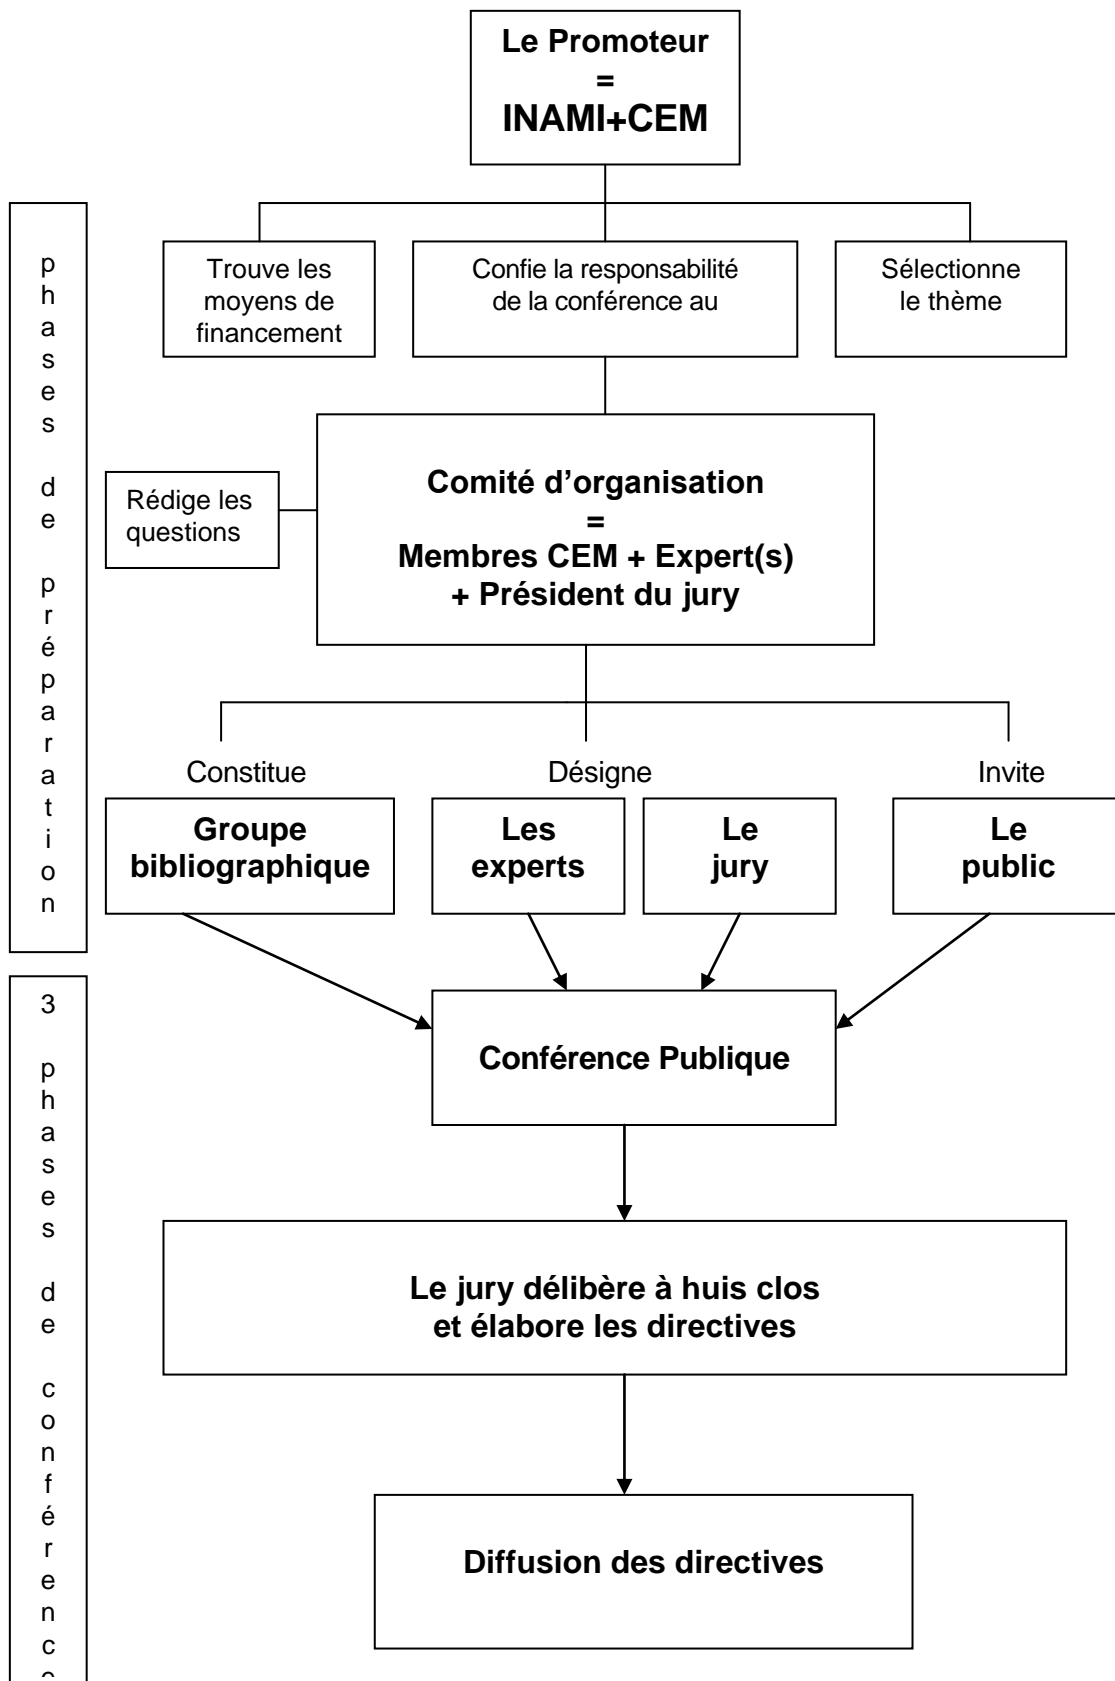 Le Promoteur
=
INAMI+CEM
phases de préparation
Trouve les
moyens de
financement
Confie la responsabilité
de la conférence au
Sélectionne
le thème
Rédige les
questions
Comité d’organisation
=
Membres CEM + Expert(s)
+ Président du jury
Constitue
Désigne
Invite
Groupe
bibliographique
Les
experts
Le
jury
Le
public
3 phases de conférence
Conférence Publique
Le jury délibère à huis clos
et élabore les directives
Diffusion des directives